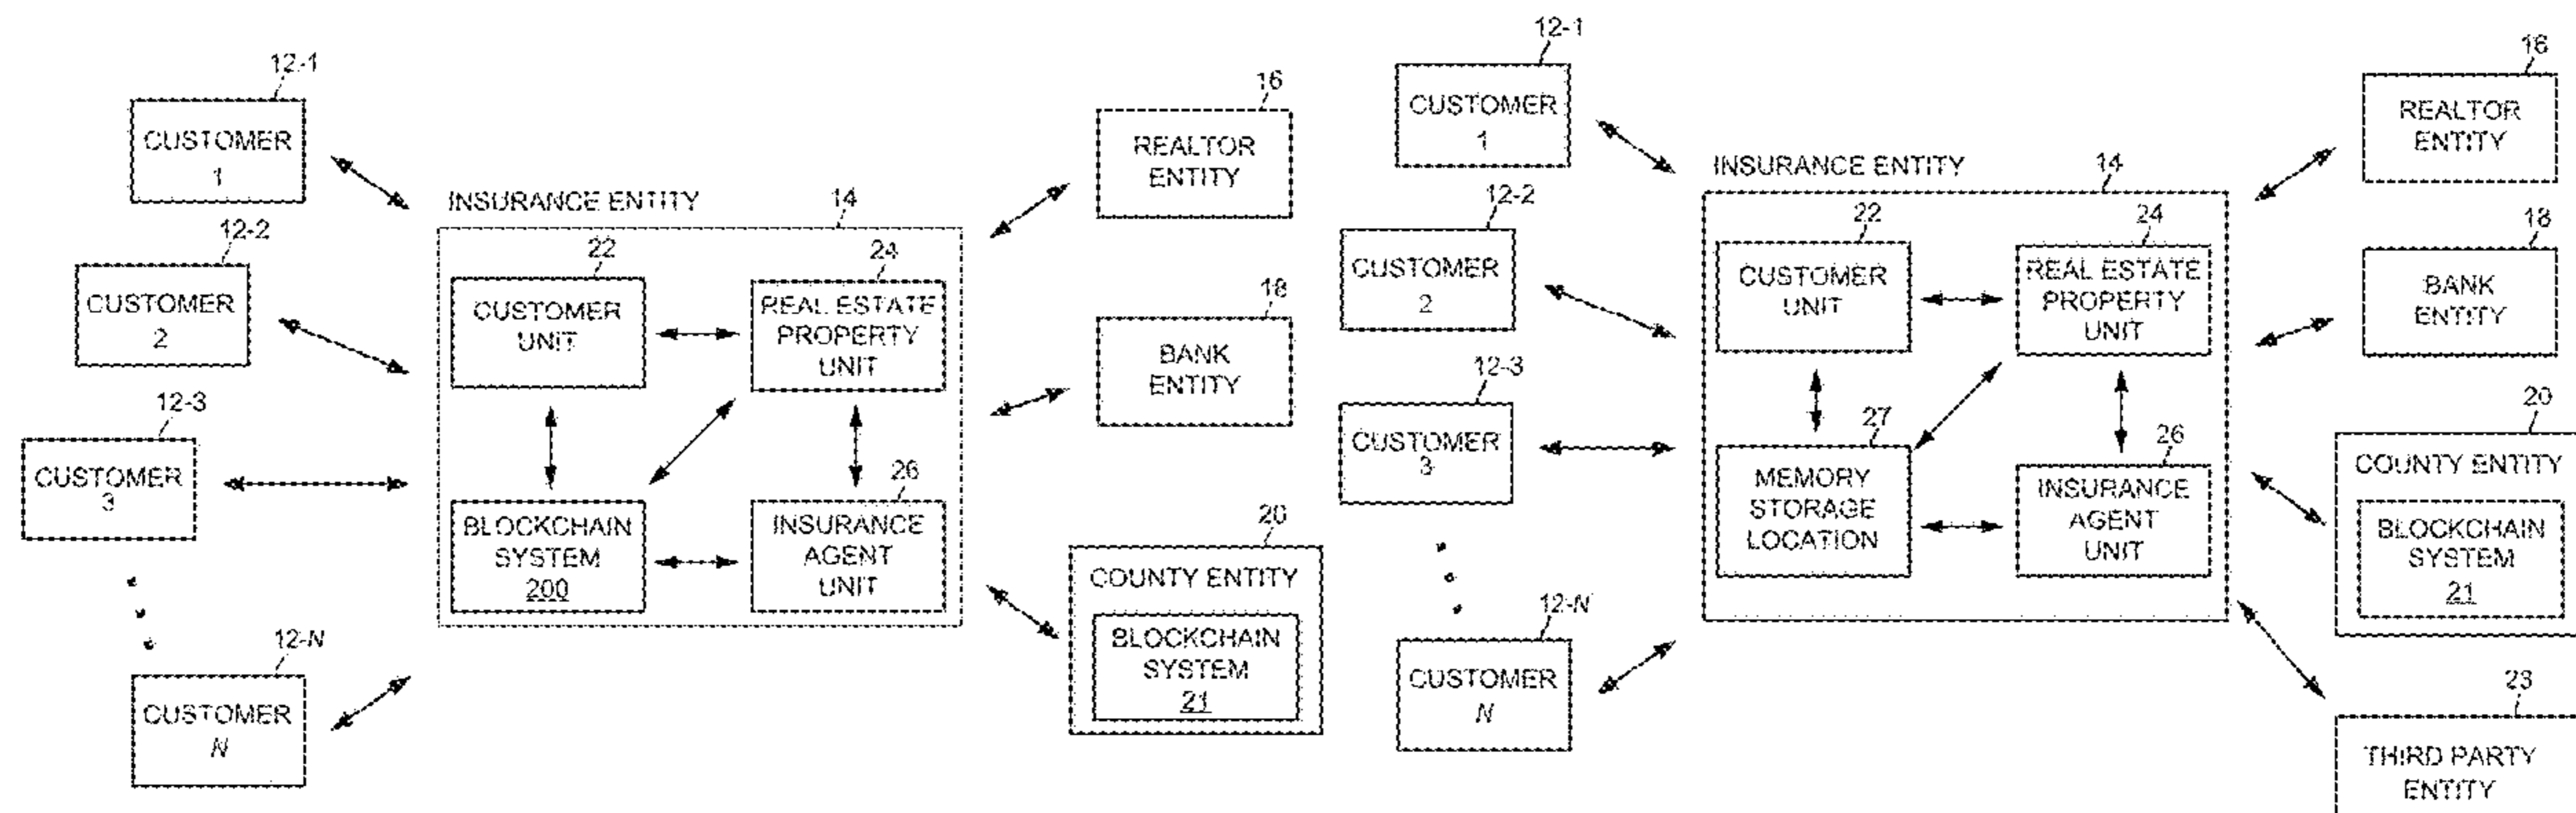 12-1
CUSTOMER
1
12-2
CUSTOMER
2
12-3
CUSTOMER
3
12-N
CUSTOMER
N
INSURANCE ENTITY
14
22
CUSTOMER
UNIT
24
REAL ESTATE
PROPERTY
UNIT
BLOCKCHAIN
SYSTEM
200
26
INSURANCE
AGENT
UNIT
16
REALTOR
ENTITY
18
BANK
ENTITY
20
COUNTY ENTITY
BLOCKCHAIN
SYSTEM
21
12-1
CUSTOMER
1
12-2
CUSTOMER
2
12-3
CUSTOMER
3
12-N
CUSTOMER
N
INSURANCE ENTITY
14
22
CUSTOMER
UNIT
24
REAL ESTATE
PROPERTY
UNIT
27
MEMORY
STORAGE
LOCATION
26
INSURANCE
AGENT
UNIT
16
REALTOR
ENTITY
18
BANK
ENTITY
20
COUNTY ENTITY
BLOCKCHAIN
SYSTEM
21
23
THIRD PARTY
ENTITY